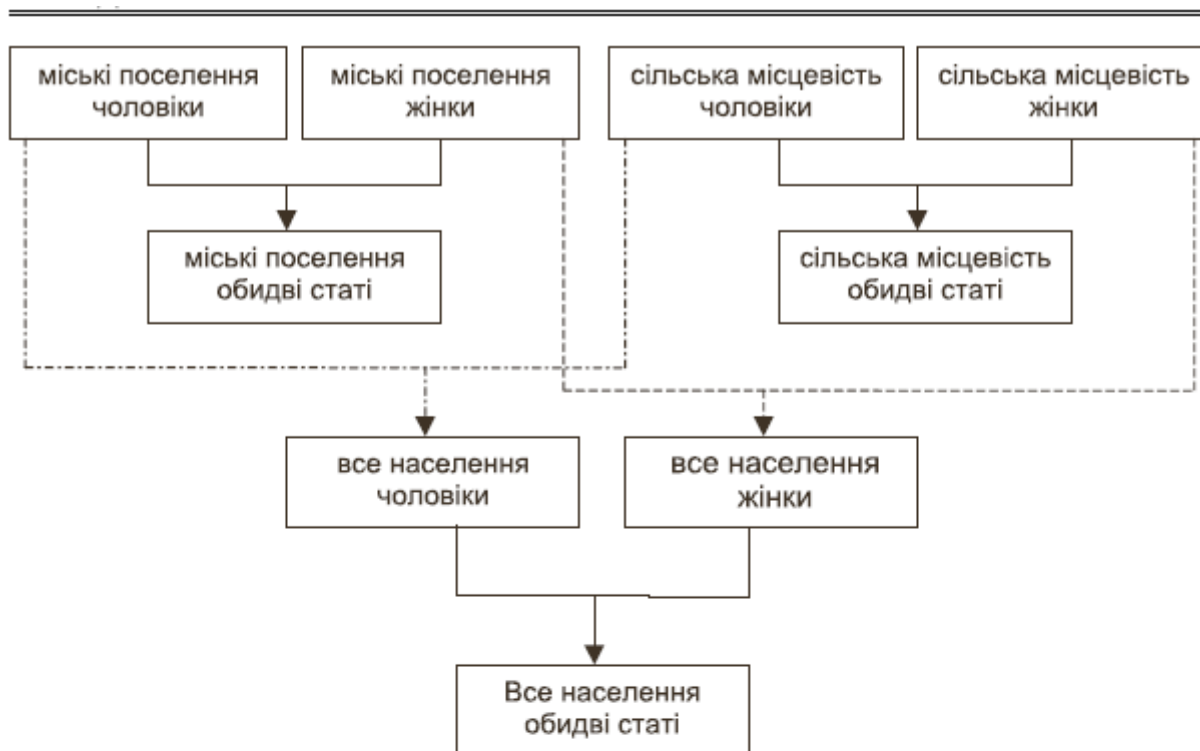 міські поселення
чоловіки
міські поселення
жінки
сільська місцевість
чоловіки
сільська місцевість
жінки
міські поселення
обидві статі
сільська місцевість
обидві статі
все населення
чоловіки
все населення
жінки
Все населення
обидві статі